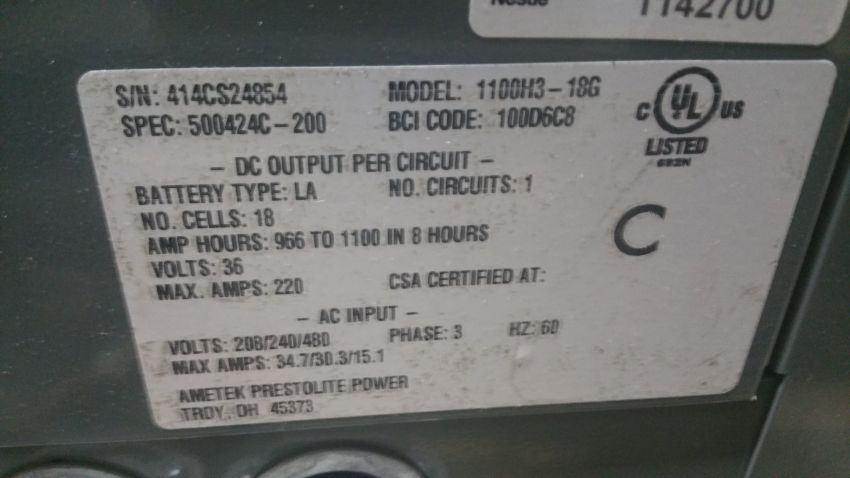 1142700
S/N: 414CS24854 MODEL: 1100H3-18G
SPEC: 500424C-200 BCI CODE: 100D6C8
C UL US
LISTED
682N
- DC OUTPUT PER CIRCUIT -
BATTERY TYPE: LA NO. CIRCUITS: 1
NO. CELLS: 18
AMP HOURS: 966 TO 1100 IN 8 HOURS
C
VOLTS: 36
MAX. AMPS: 220 CSA CERTIFIED AT:
- AC INPUT -
VOLTS: 208/240/480 PHASE: 3 HZ: 60
MAX AMPS: 34.7/30.3/15.1
AMETEK PRESTOLITE POWER
TROY, OH 45373